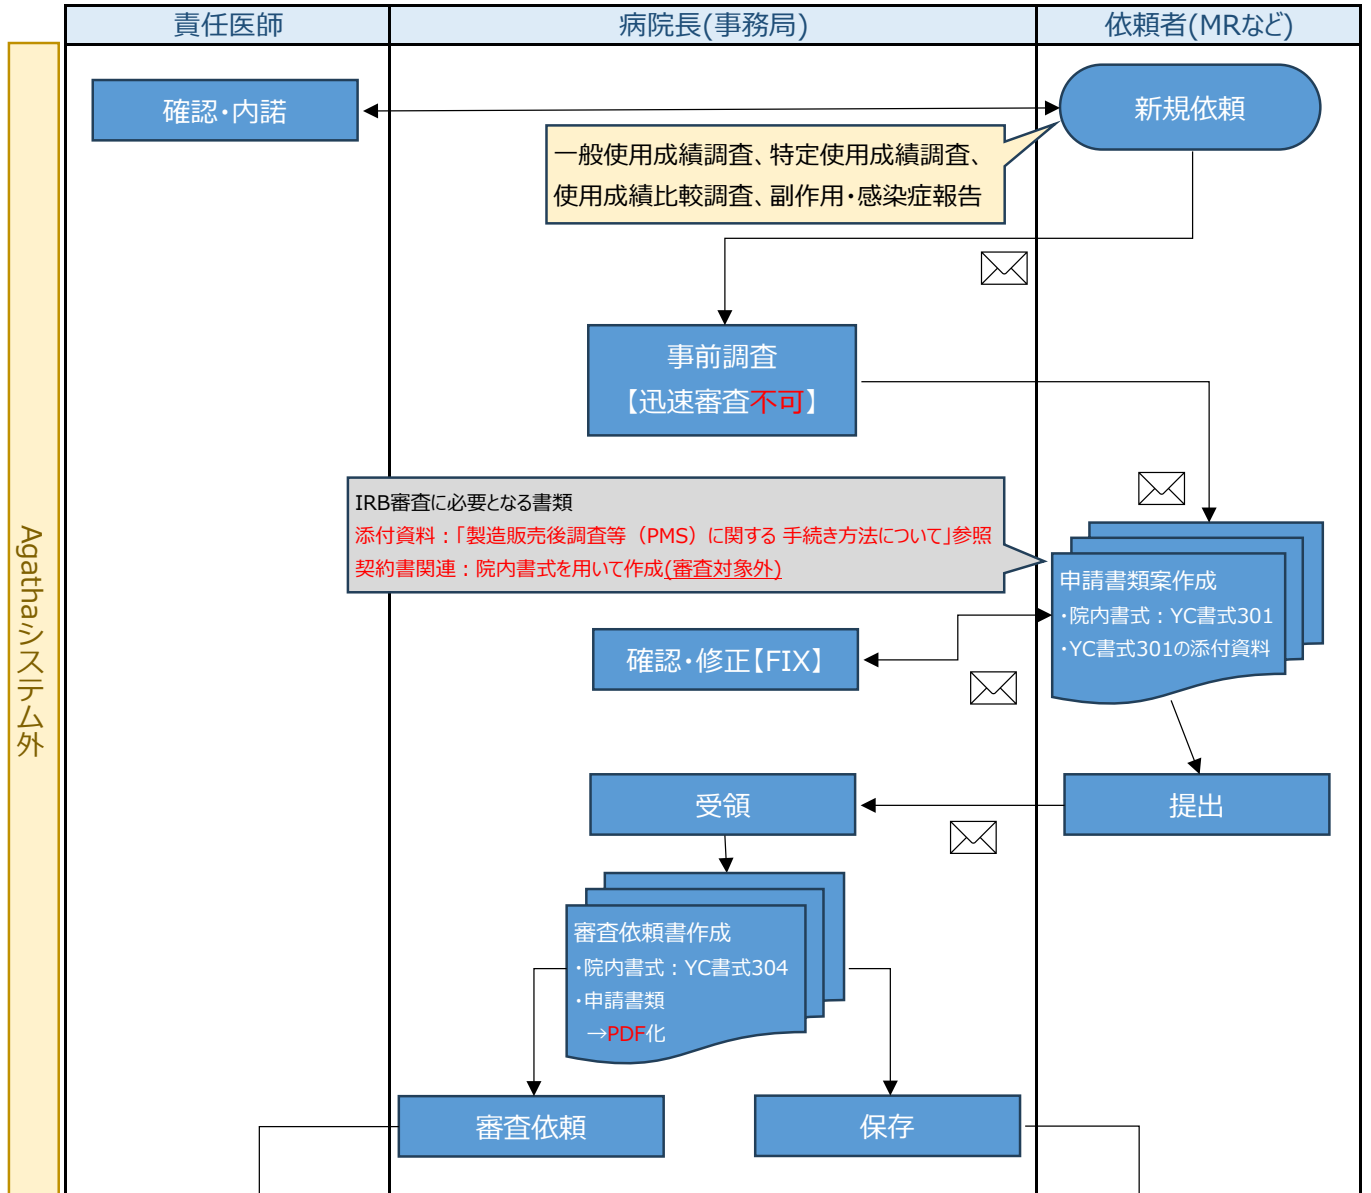 責任医師
病院長(事務局)
依頼者(MRなど)
Agathaシステム外
確認・内諾
新規依頼
一般使用成績調査、特定使用成績調査、
使用成績比較調査、副作用・感染症報告
事前調査
【迅速審査不可】
IRB審査に必要となる書類
添付資料：「製造販売後調査等（PMS）に関する 手続き方法について」参照
契約書関連：院内書式を用いて作成(審査対象外)
申請書類案作成
・院内書式：YC書式301
・YC書式301の添付資料
確認・修正【FIX】
受領
提出
審査依頼書作成
・院内書式：YC書式304
・申請書類
→PDF化
審査依頼
保存